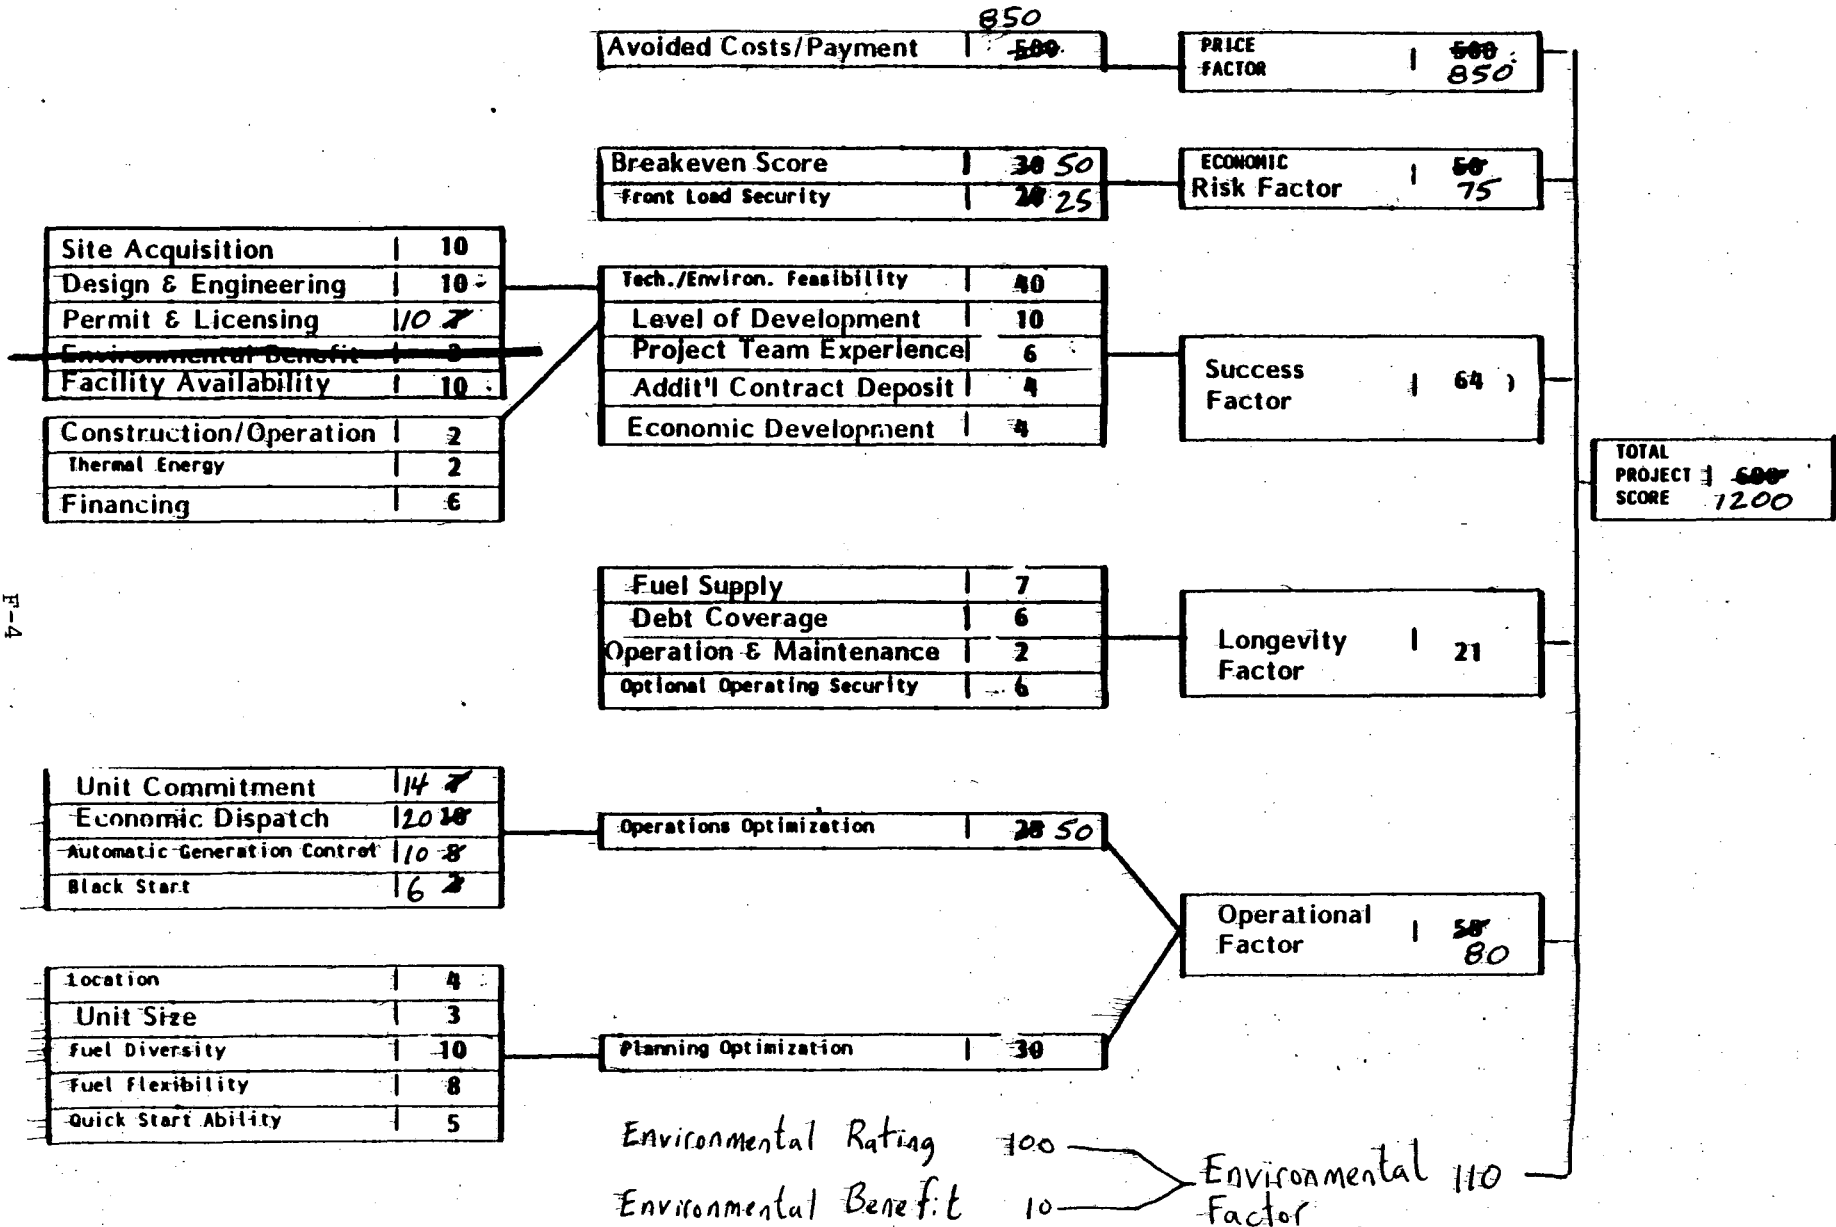 850
Avoided Costs/Payment | 500
PRICE
FACTOR | 500
850
Breakeven Score | 30 50
Front Load Security | 20 25
ECONOMIC
Risk Factor | 50
75
Site Acquisition | 10
Design & Engineering | 10
Permit & Licensing | 10 7
Environmental Benefit | 3
Facility Availability | 10
Construction/Operation | 2
Thermal Energy | 2
Financing | 6
Tech./Environ. Feasibility | 40
Level of Development | 10
Project Team Experience | 6
Addit'l Contract Deposit | 4
Economic Development | 4
Success
Factor | 64
TOTAL
PROJECT | 600
SCORE 1200
Fuel Supply | 7
Debt Coverage | 6
Operation & Maintenance | 2
Optional Operating Security | 6
Longevity
Factor | 21
F-4
Unit Commitment | 14 7
Economic Dispatch | 20 10
Automatic Generation Control | 10
Black Start | 6
Operations Optimization | 50
Operational
Factor | 50
80
Location | 4
Unit Size | 3
Fuel Diversity | 10
Fuel Flexibility | 8
Quick Start Ability | 5
Planning Optimization | 30
Environmental Rating 100
Environmental Benefit 10
Environmental 110
Factor